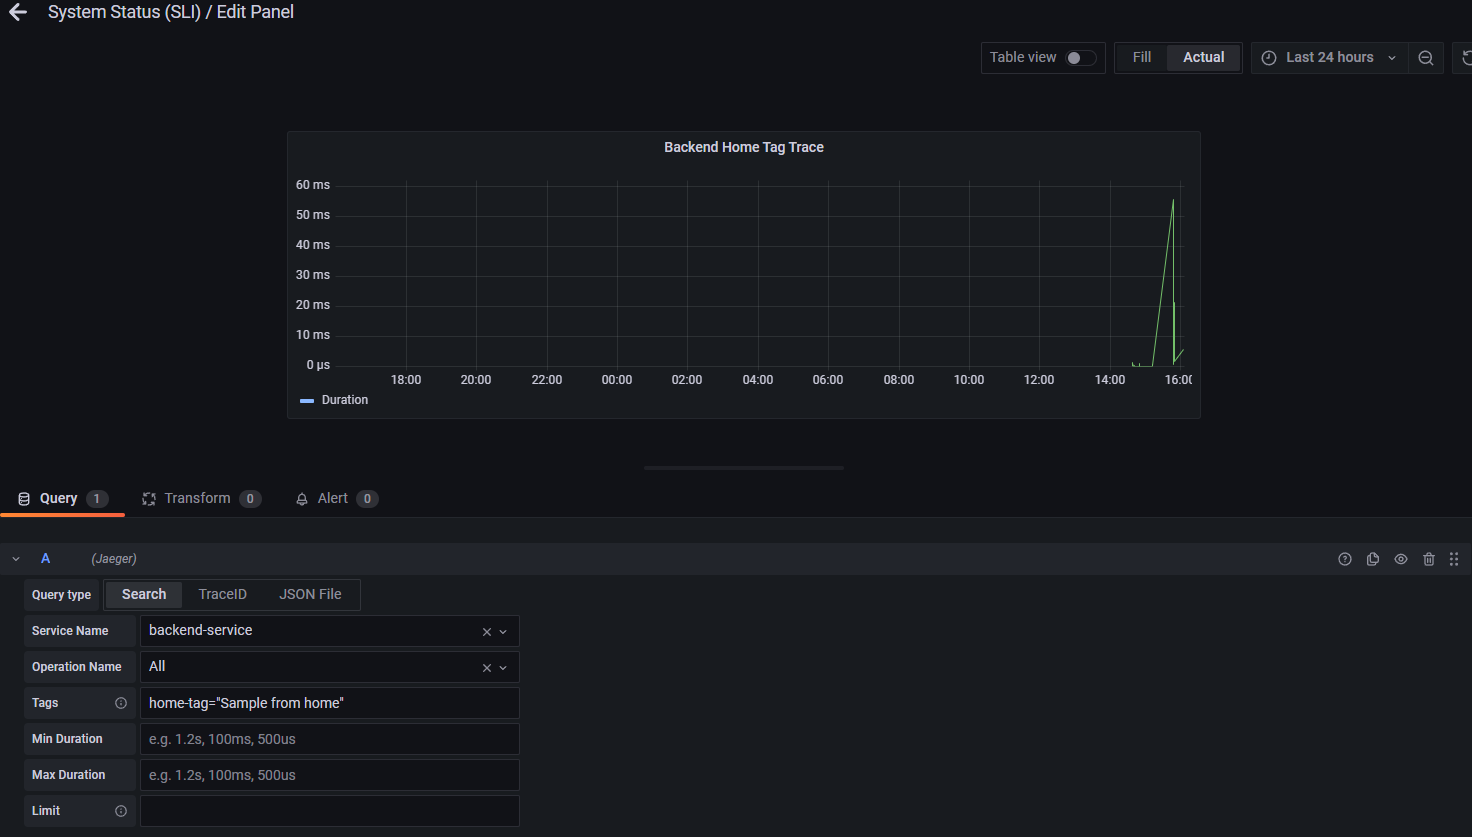 System Status (SLI) / Edit Panel
Table view Fill Actual Last 24 hours
Backend Home Tag Trace
60 ms
50 ms
40 ms
30 ms
20 ms
10 ms
0 µs
18:00 20:00 22:00 00:00 02:00 04:00 06:00 08:00 10:00 12:00 14:00 16:00
Duration
Query 1 Transform 0 Alert 0
A (Jaeger)
Query type Search TraceID JSON File
Service Name backend-service
Operation Name All
Tags home-tag="Sample from home"
Min Duration e.g. 1.2s, 100ms, 500us
Max Duration e.g. 1.2s, 100ms, 500us
Limit